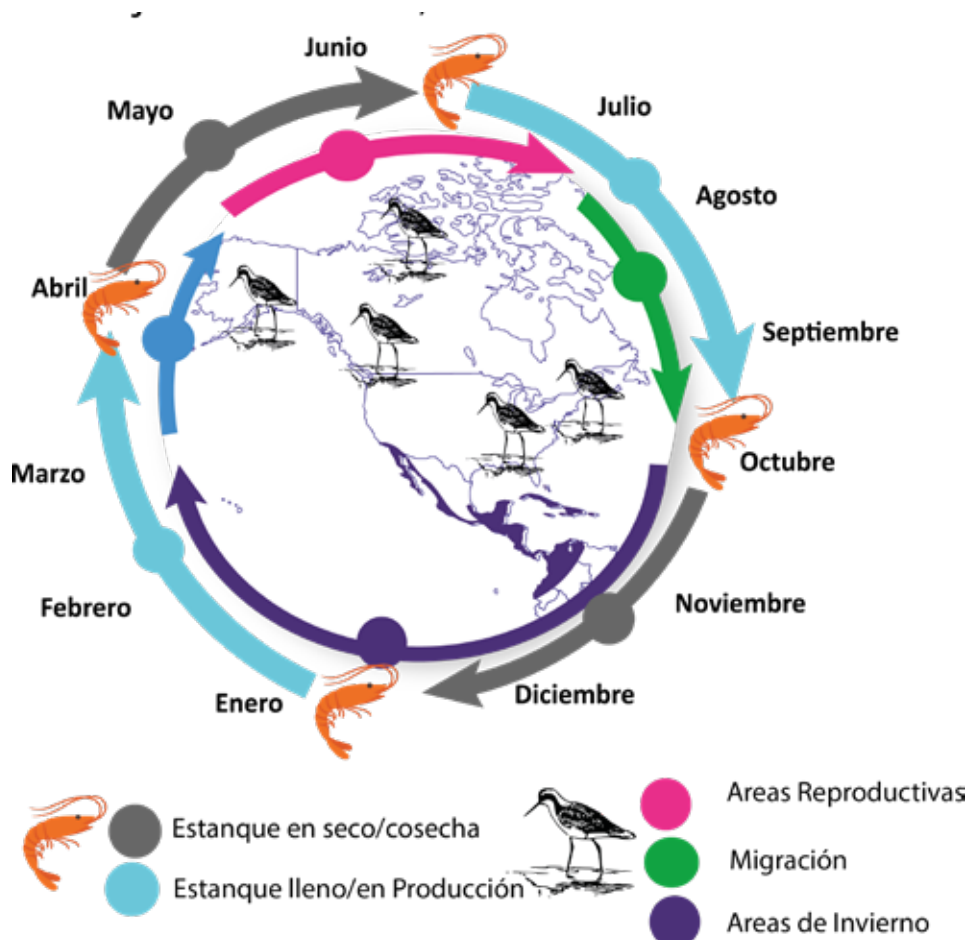 Junio
Julio
Mayo
Agosto
Abril
Septiembre
Marzo
Octubre
Febrero
Noviembre
Enero
Diciembre
Estanque en seco/cosecha
Estanque lleno/en Producción
Areas Reproductivas
Migración
Areas de Invierno